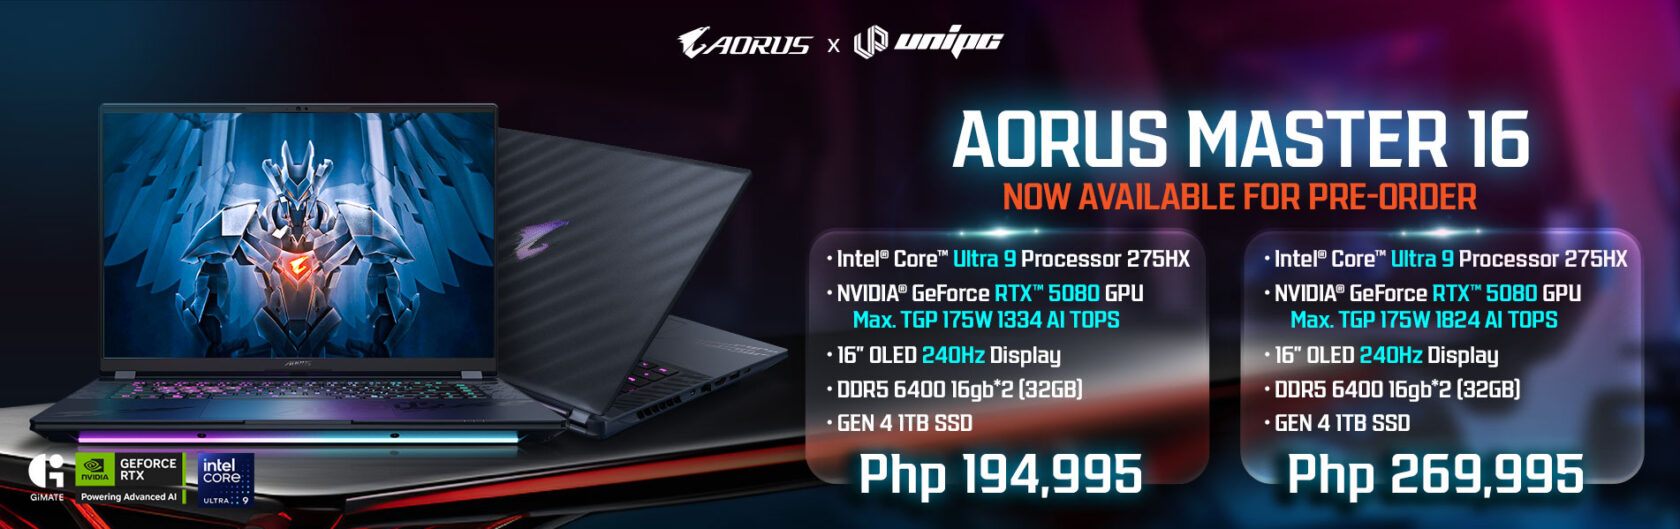 AORUS x UP unipc
AORUS MASTER 16
NOW AVAILABLE FOR PRE-ORDER
• Intel® Core™ Ultra 9 Processor 275HX
• NVIDIA® GeForce RTX™ 5080 GPU
Max. TGP 175W 1334 AI TOPS
• 16" OLED 240Hz Display
• DDR5 6400 16gb*2 (32GB)
• GEN 4 1TB SSD
Php 194,995
• Intel® Core™ Ultra 9 Processor 275HX
• NVIDIA® GeForce RTX™ 5080 GPU
Max. TGP 175W 1824 AI TOPS
• 16" OLED 240Hz Display
• DDR5 6400 16gb*2 (32GB)
• GEN 4 1TB SSD
Php 269,995
AORUS
GiMATE
NVIDIA
GEFORCE
RTX
Powering Advanced AI
intel
CORE
ULTRA 9